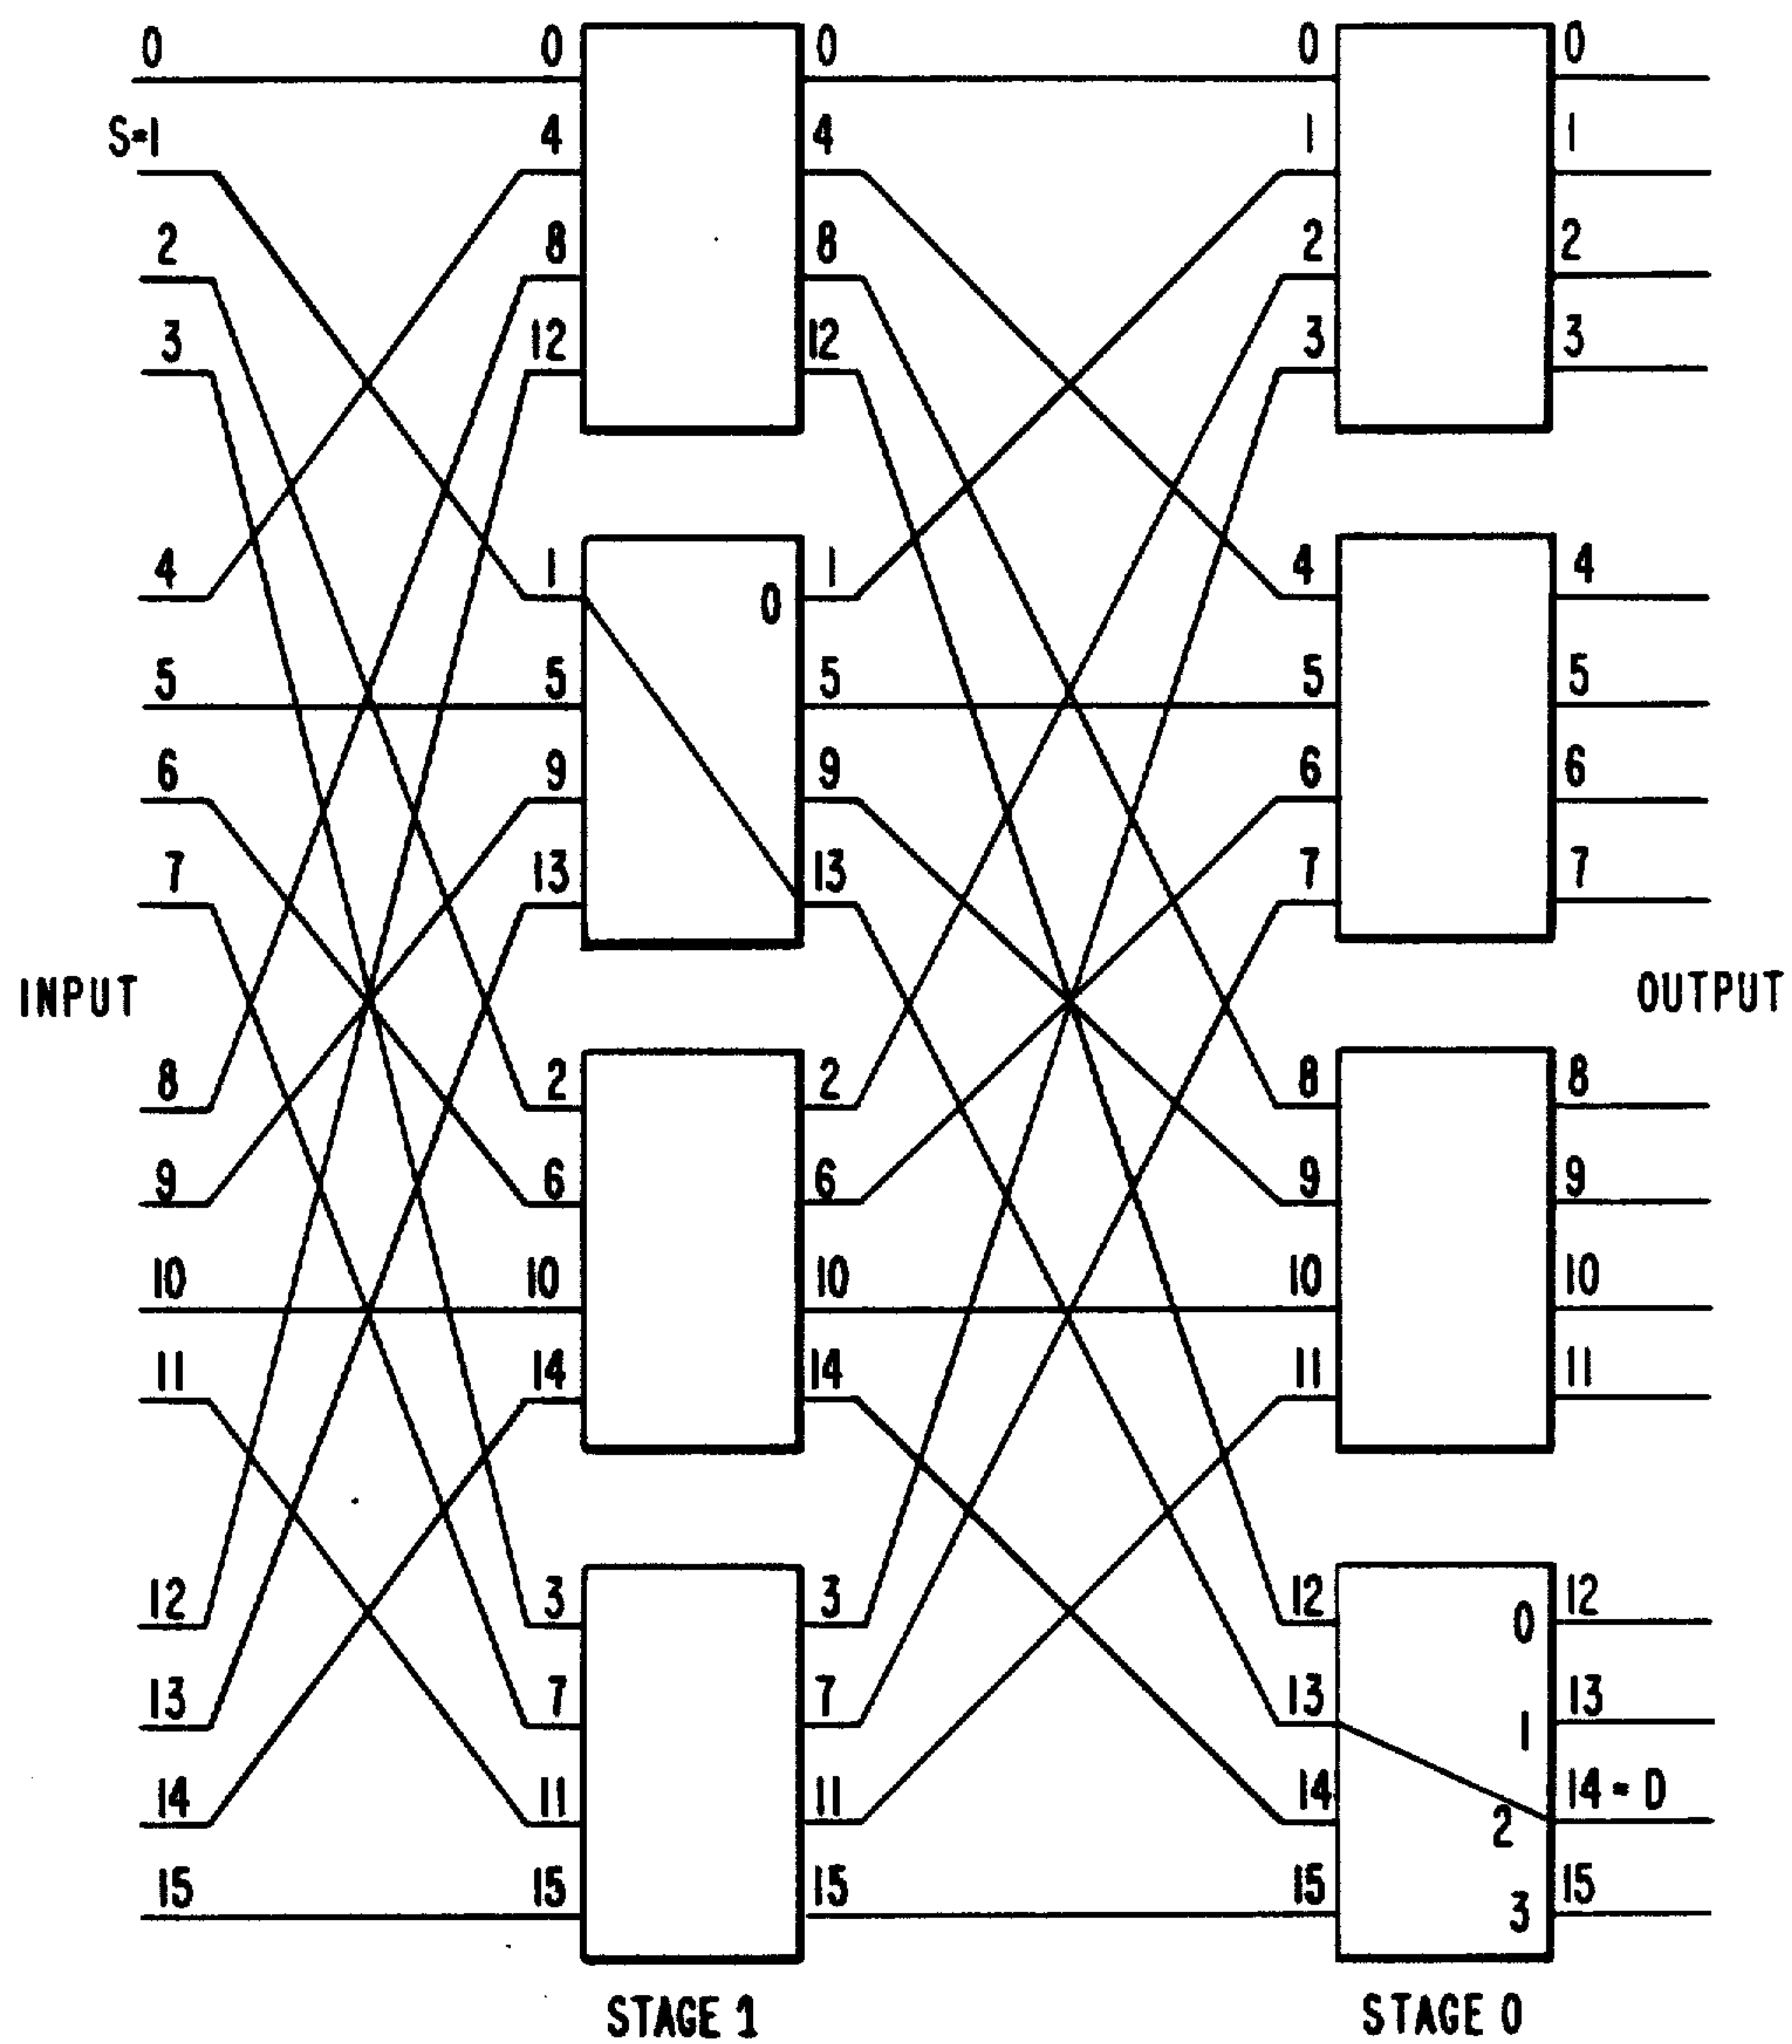 0 0 0 0 0
S=1 4 4 1 1
2 8 8 2 2
3 12 12 3 3
4 1 0 1 4 4
5 5 5 5 5
6 9 9 6 6
7 13 13 7 7
INPUT OUTPUT
8 2 2 8 8
9 6 6 9 9
10 10 10 10 10
11 14 14 11 11
12 3 3 12 0 12
13 7 7 13 1 13
14 11 11 14 2 14 = D
15 15 15 15 3 15
STAGE 1 STAGE 0